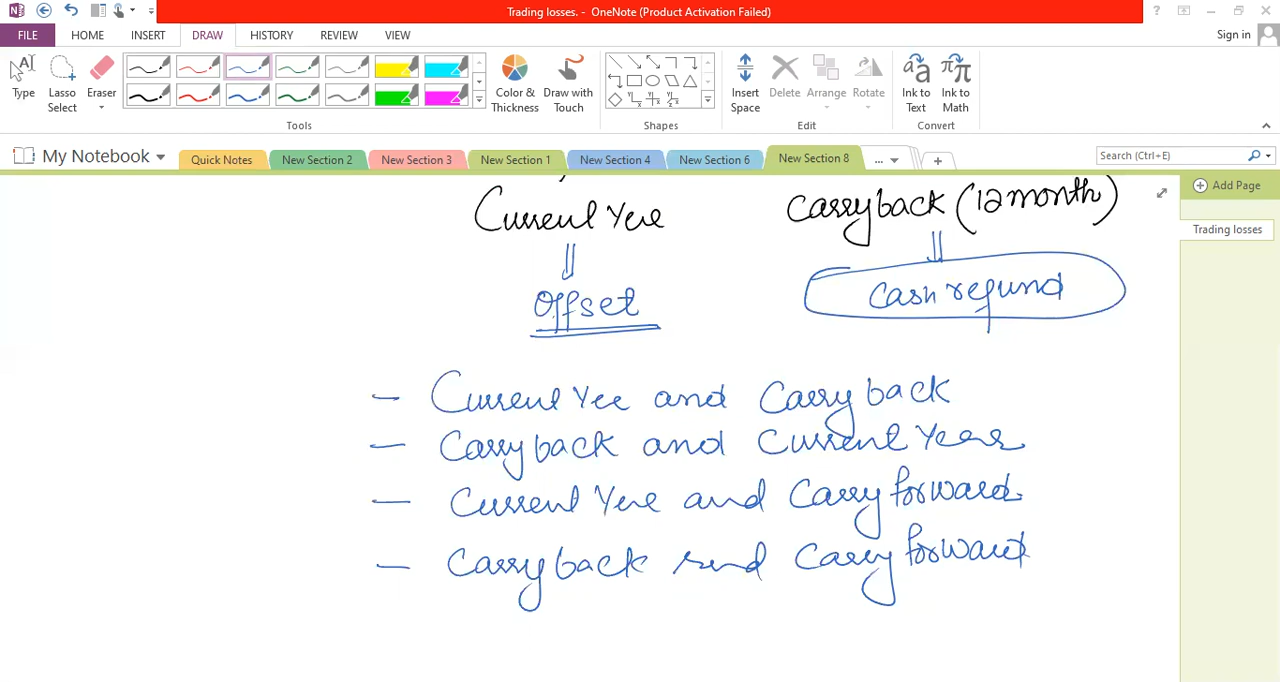 Trading losses. - OneNote (Product Activation Failed)
FILE HOME INSERT DRAW HISTORY REVIEW VIEW
Sign in
Type Lasso Select Eraser
Color & Thickness Draw with Touch
Insert Space Delete Arrange Rotate
Ink to Text Ink to Math
Tools Shapes Edit Convert
My Notebook Quick Notes New Section 2 New Section 3 New Section 1 New Section 4 New Section 6 New Section 8 ...
Search (Ctrl+E)
Add Page
Trading losses
Current Yere Carry back (12 month)
Offset cash refund
- Current Yee and Carry back
- Carry back and Current Year
- Current Yere and Carry forward
- Carry back and Carry forward